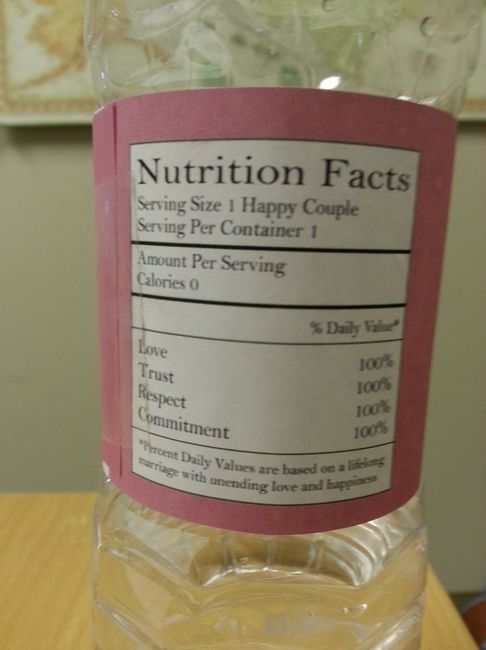 Nutrition Facts
Serving Size 1 Happy Couple
Serving Per Container 1
Amount Per Serving
Calories 0
% Daily Value*
Love 100%
Trust 100%
Respect 100%
Commitment 100%
*Percent Daily Values are based on a lifelong
marriage with unending love and happiness